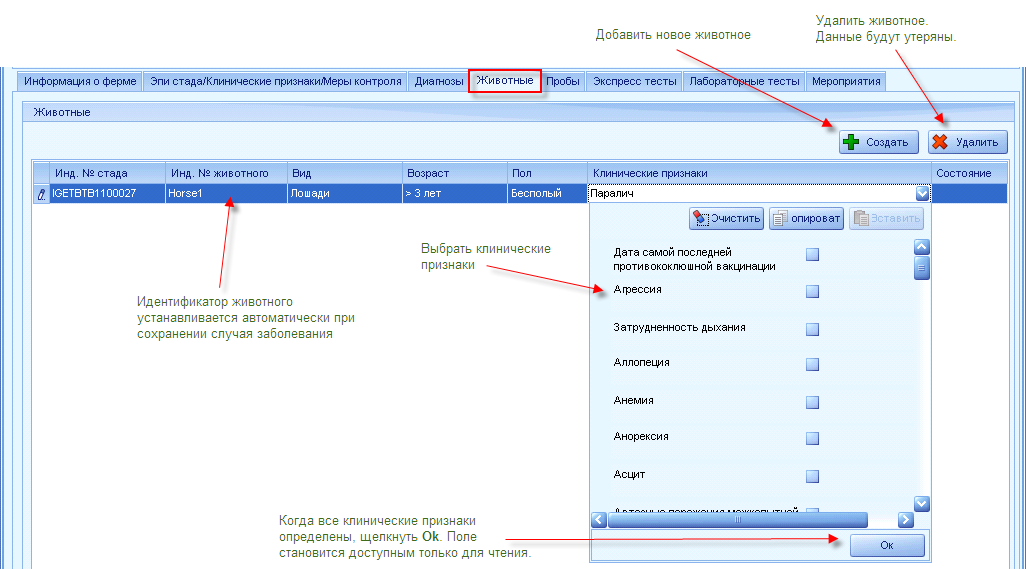 Удалить животное.
Добавить новое животное
Данные будут утеряны.
Информация о ферме Эпи стада/Клинические признаки/Меры контроля Диагнозы Животные Пробы Экспресс тесты Лабораторные тесты Мероприятия
Животные
Создать Удалить
Инд. № стада Инд. № животного Вид Возраст Пол Клинические признаки Состояние
IGETBTB1100027 Horse1 Лошади > 3 лет Бесполый Паралич
Очистить опироват Вставить
Выбрать клинические
признаки
Дата самой последней
противококлюшной вакцинации
Агрессия
Идентификатор животного
устанавливается автоматически при
сохранении случая заболевания
Затрудненность дыхания
Аллопеция
Анемия
Анорексия
Асцит
Когда все клинические признаки
определены, щелкнуть Ok. Поле
становится доступным только для чтения.
Ок